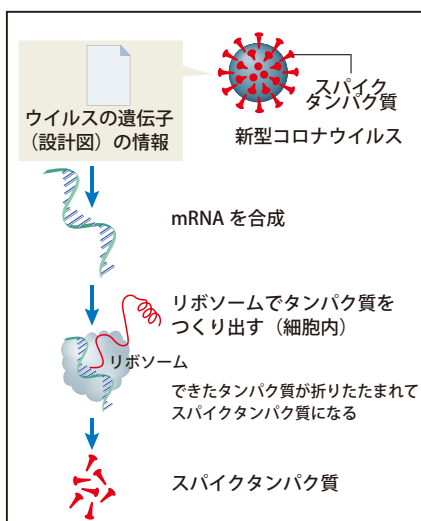 スパイク
タンパク質
新型コロナウイルス
ウイルスの遺伝子
（設計図）の情報
mRNA を合成
リボソームでタンパク質を
つくり出す（細胞内）
リボソーム
できたタンパク質が折りたたまれて
スパイクタンパク質になる
スパイクタンパク質